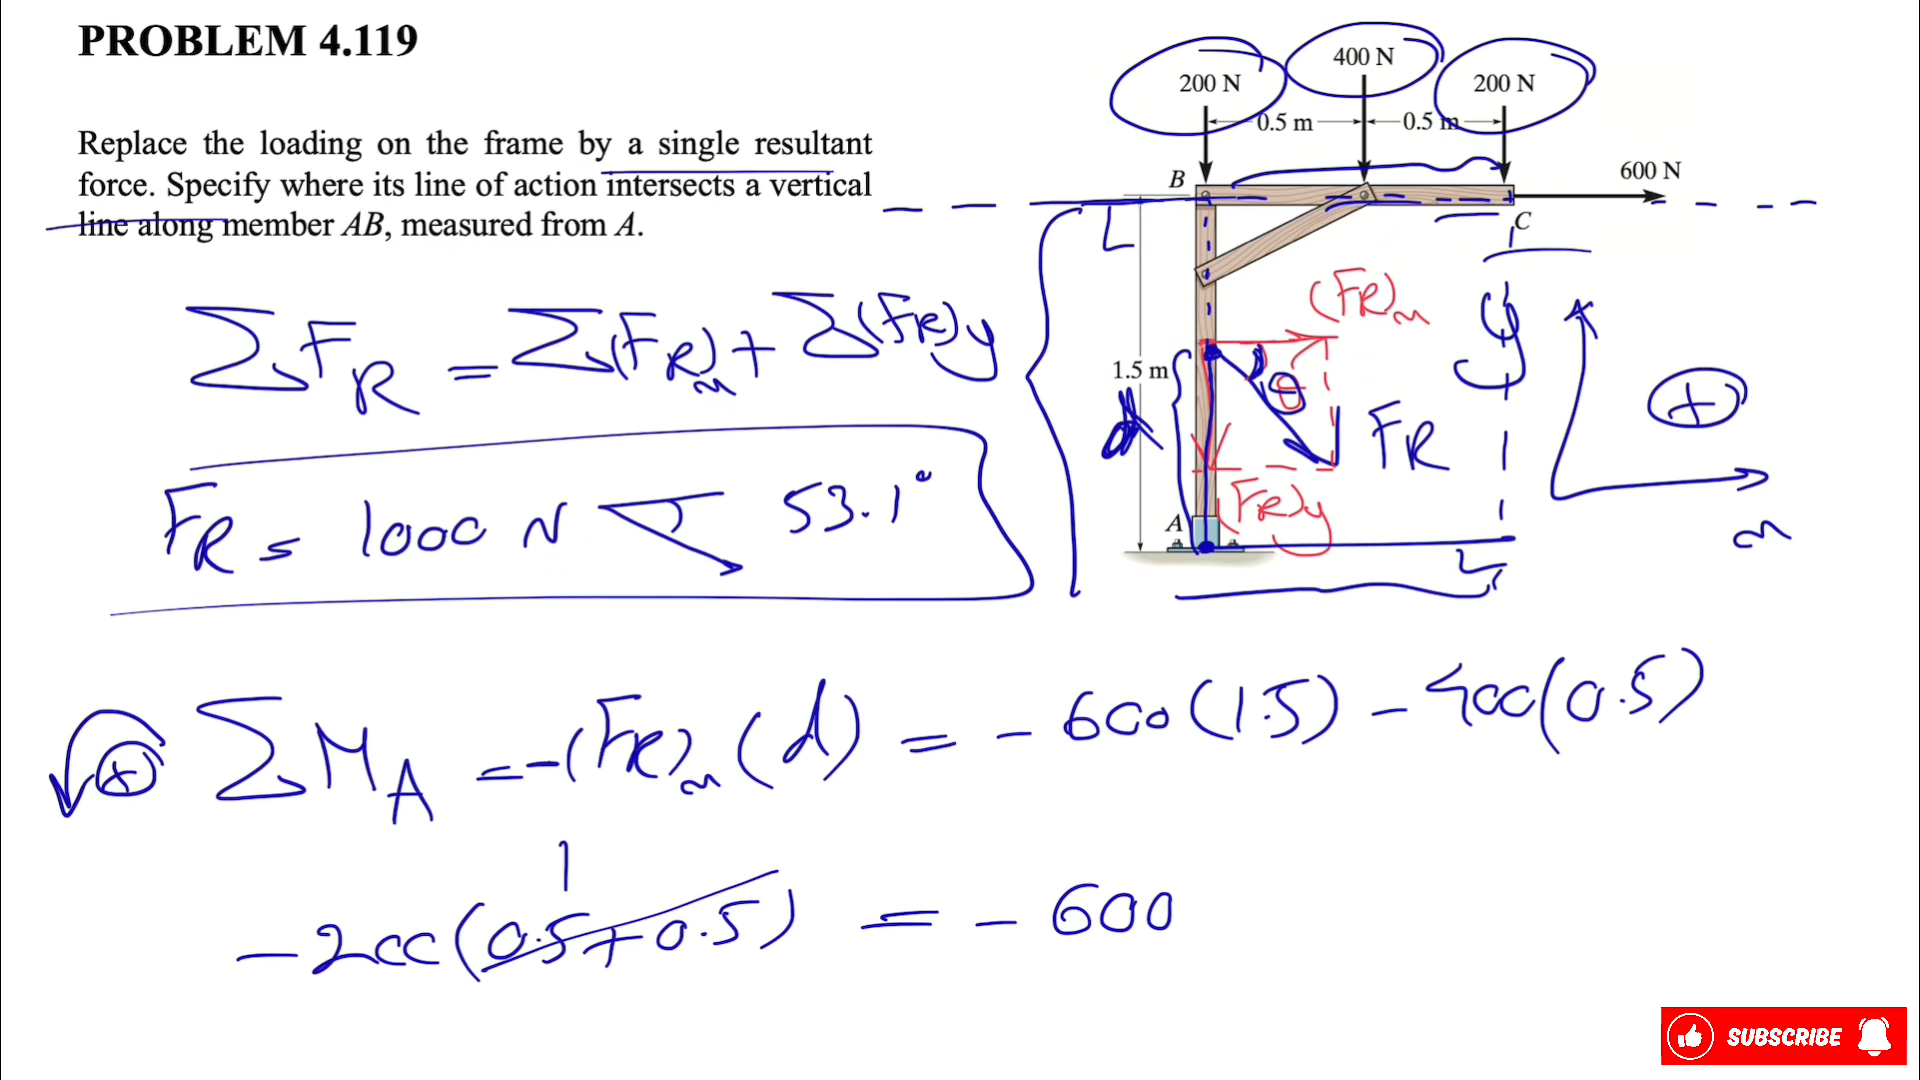 PROBLEM 4.119
Replace the loading on the frame by a single resultant
force. Specify where its line of action intersects a vertical
line along member AB, measured from A.
200 N
400 N
200 N
0.5 m
0.5 m
600 N
B
C
1.5 m
d
A
(FR)x
θ
FR
(FR)y
y
+
x
ΣFR = Σ(FR)x + Σ(FR)y
FR = 1000 N 53.1°
+ ΣMA = -(FR)x (d) = - 600 (1.5) - 400(0.5)
1
- 200 (0.5+0.5) = - 600
SUBSCRIBE